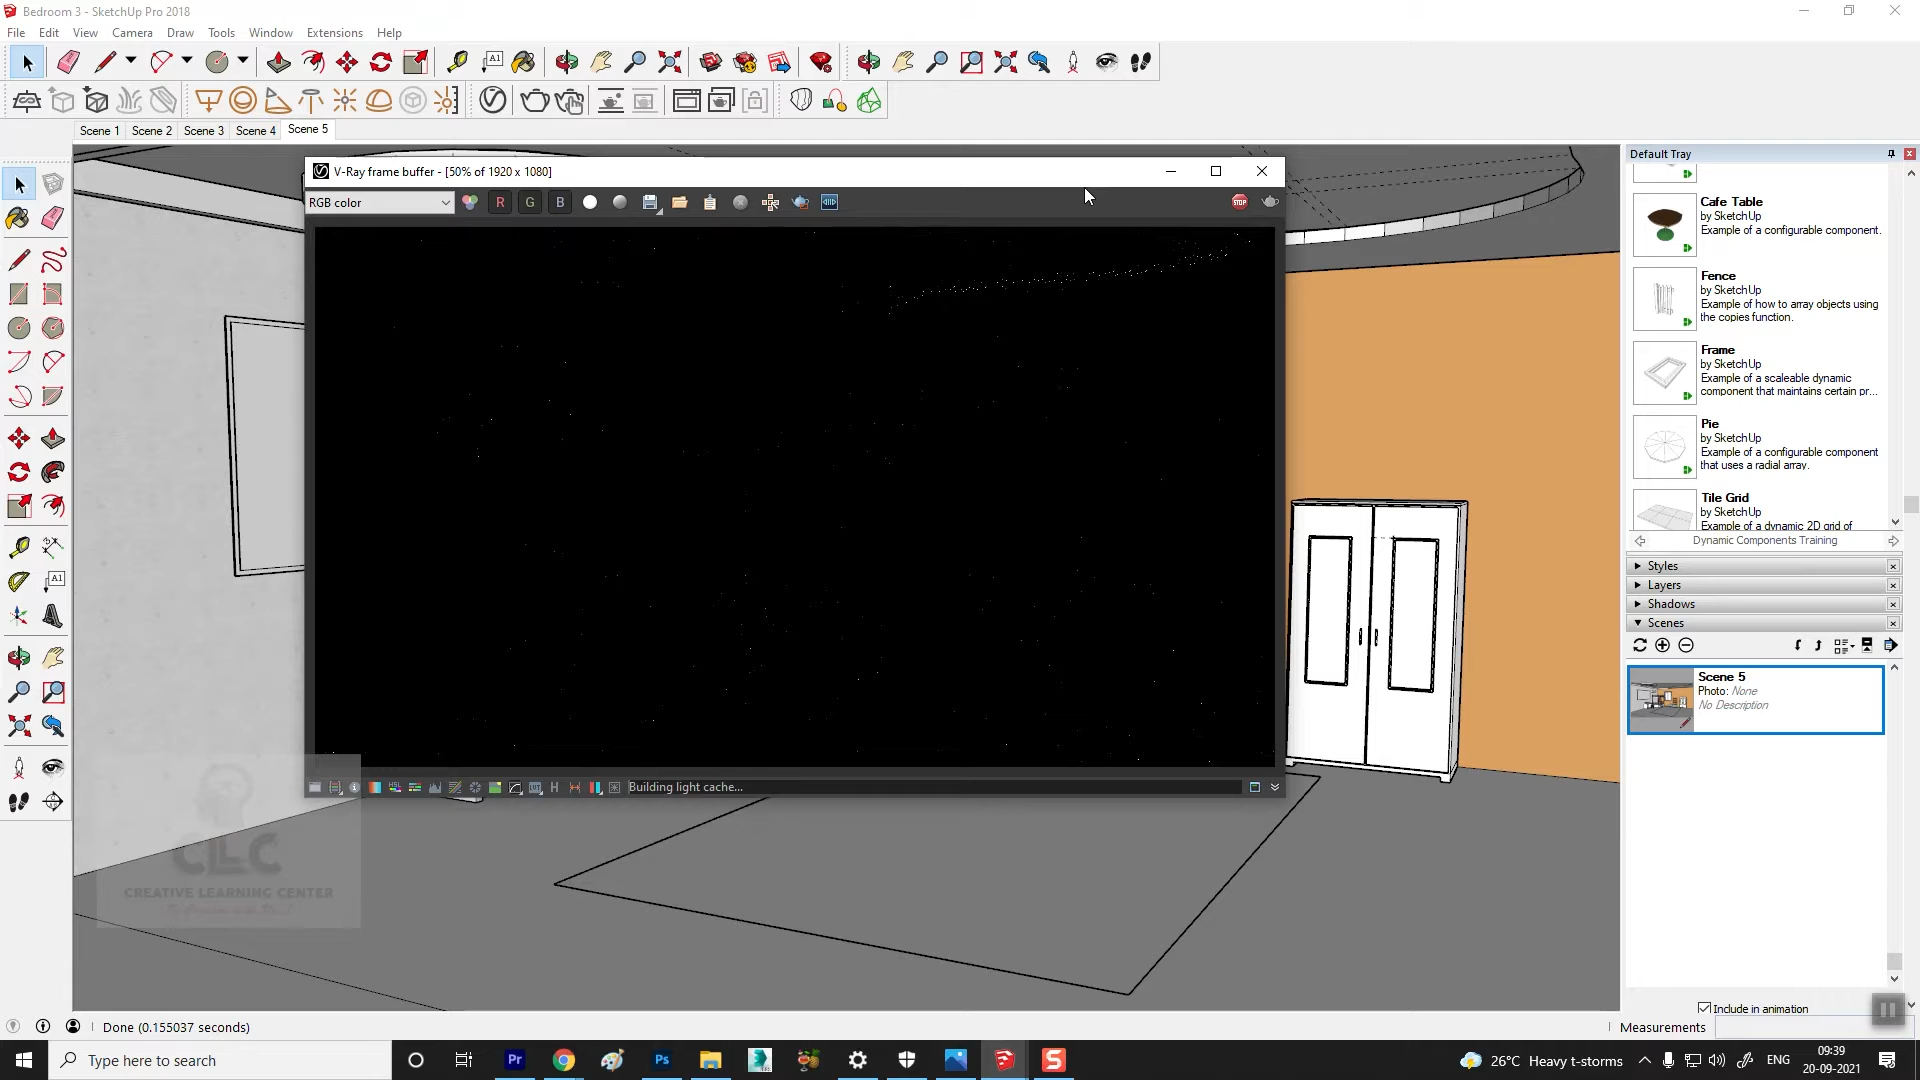 Bedroom 3 - SketchUp Pro 2018
File Edit View Camera Draw Tools Window Extensions Help
Scene 1 Scene 2 Scene 3 Scene 4 Scene 5
V-Ray frame buffer - [50% of 1920 x 1080]
RGB color
R G B
STOP
Building light cache...
Default Tray
Cafe Table
by SketchUp
Example of a configurable component.
Fence
by SketchUp
Example of how to array objects using
the copies function.
Frame
by SketchUp
Example of a scaleable dynamic
component that maintains certain pr...
Pie
by SketchUp
Example of a configurable component
that uses a radial array.
Tile Grid
by SketchUp
Example of a dynamic 2D grid of
Dynamic Components Training
Styles
Layers
Shadows
Scenes
Scene 5
Photo: None
No Description
Include in animation
CLC
CREATIVE LEARNING CENTER
Done (0.155037 seconds)
Measurements
Type here to search
Pr
Ps
S
26°C Heavy t-storms
ENG
09:39
20-09-2021